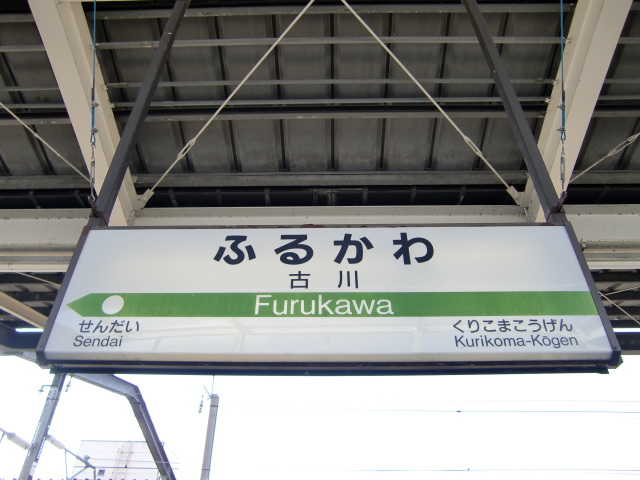 ふるかわ
古川
Furukawa
せんだい
Sendai
くりこまこうげん
Kurikoma-Kōgen